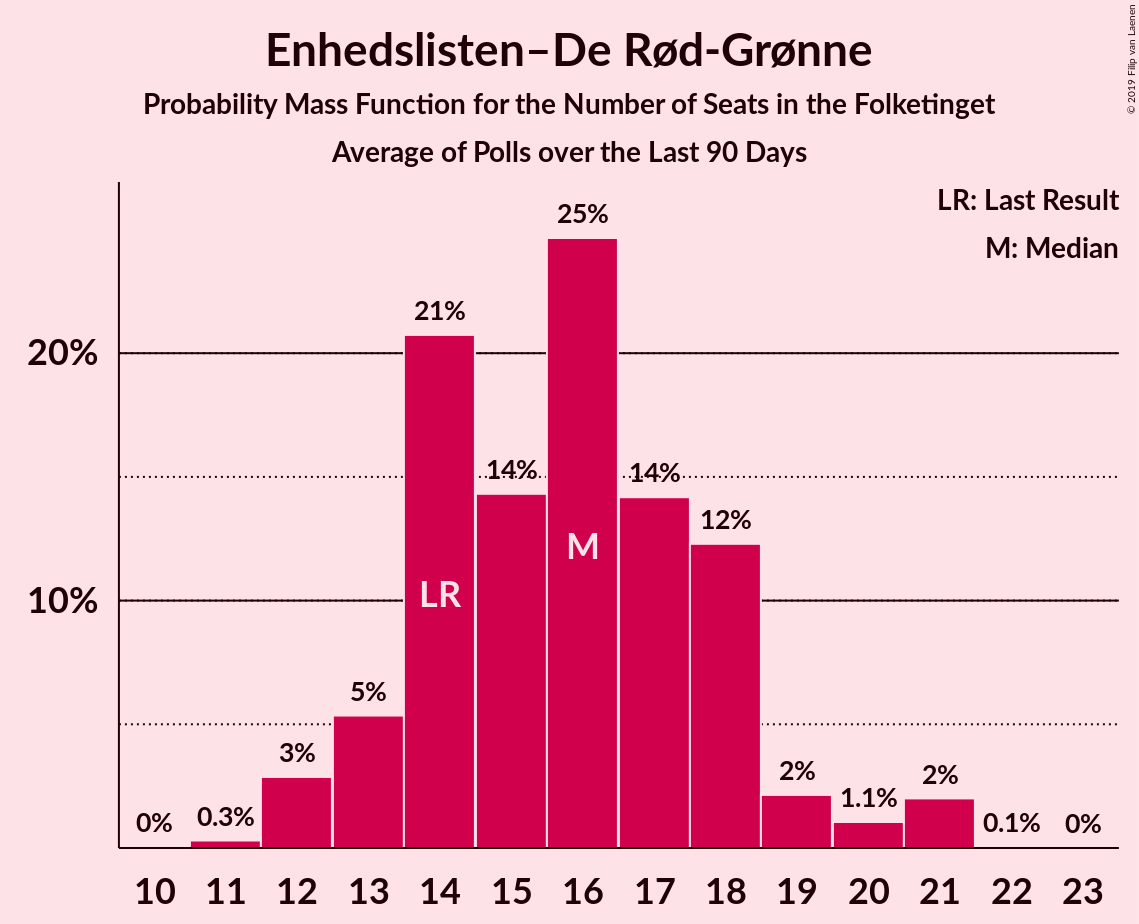 Enhedslisten–De Rød-Grønne
Probability Mass Function for the Number of Seats in the Folketinget
Average of Polls over the Last 90 Days
© 2019 Filip van Laenen
LR: Last Result
M: Median
20%
10%
0%
0.3%
3%
5%
21%
14%
25%
14%
12%
2%
1.1%
2%
0.1%
0%
LR
M
10 11 12 13 14 15 16 17 18 19 20 21 22 23